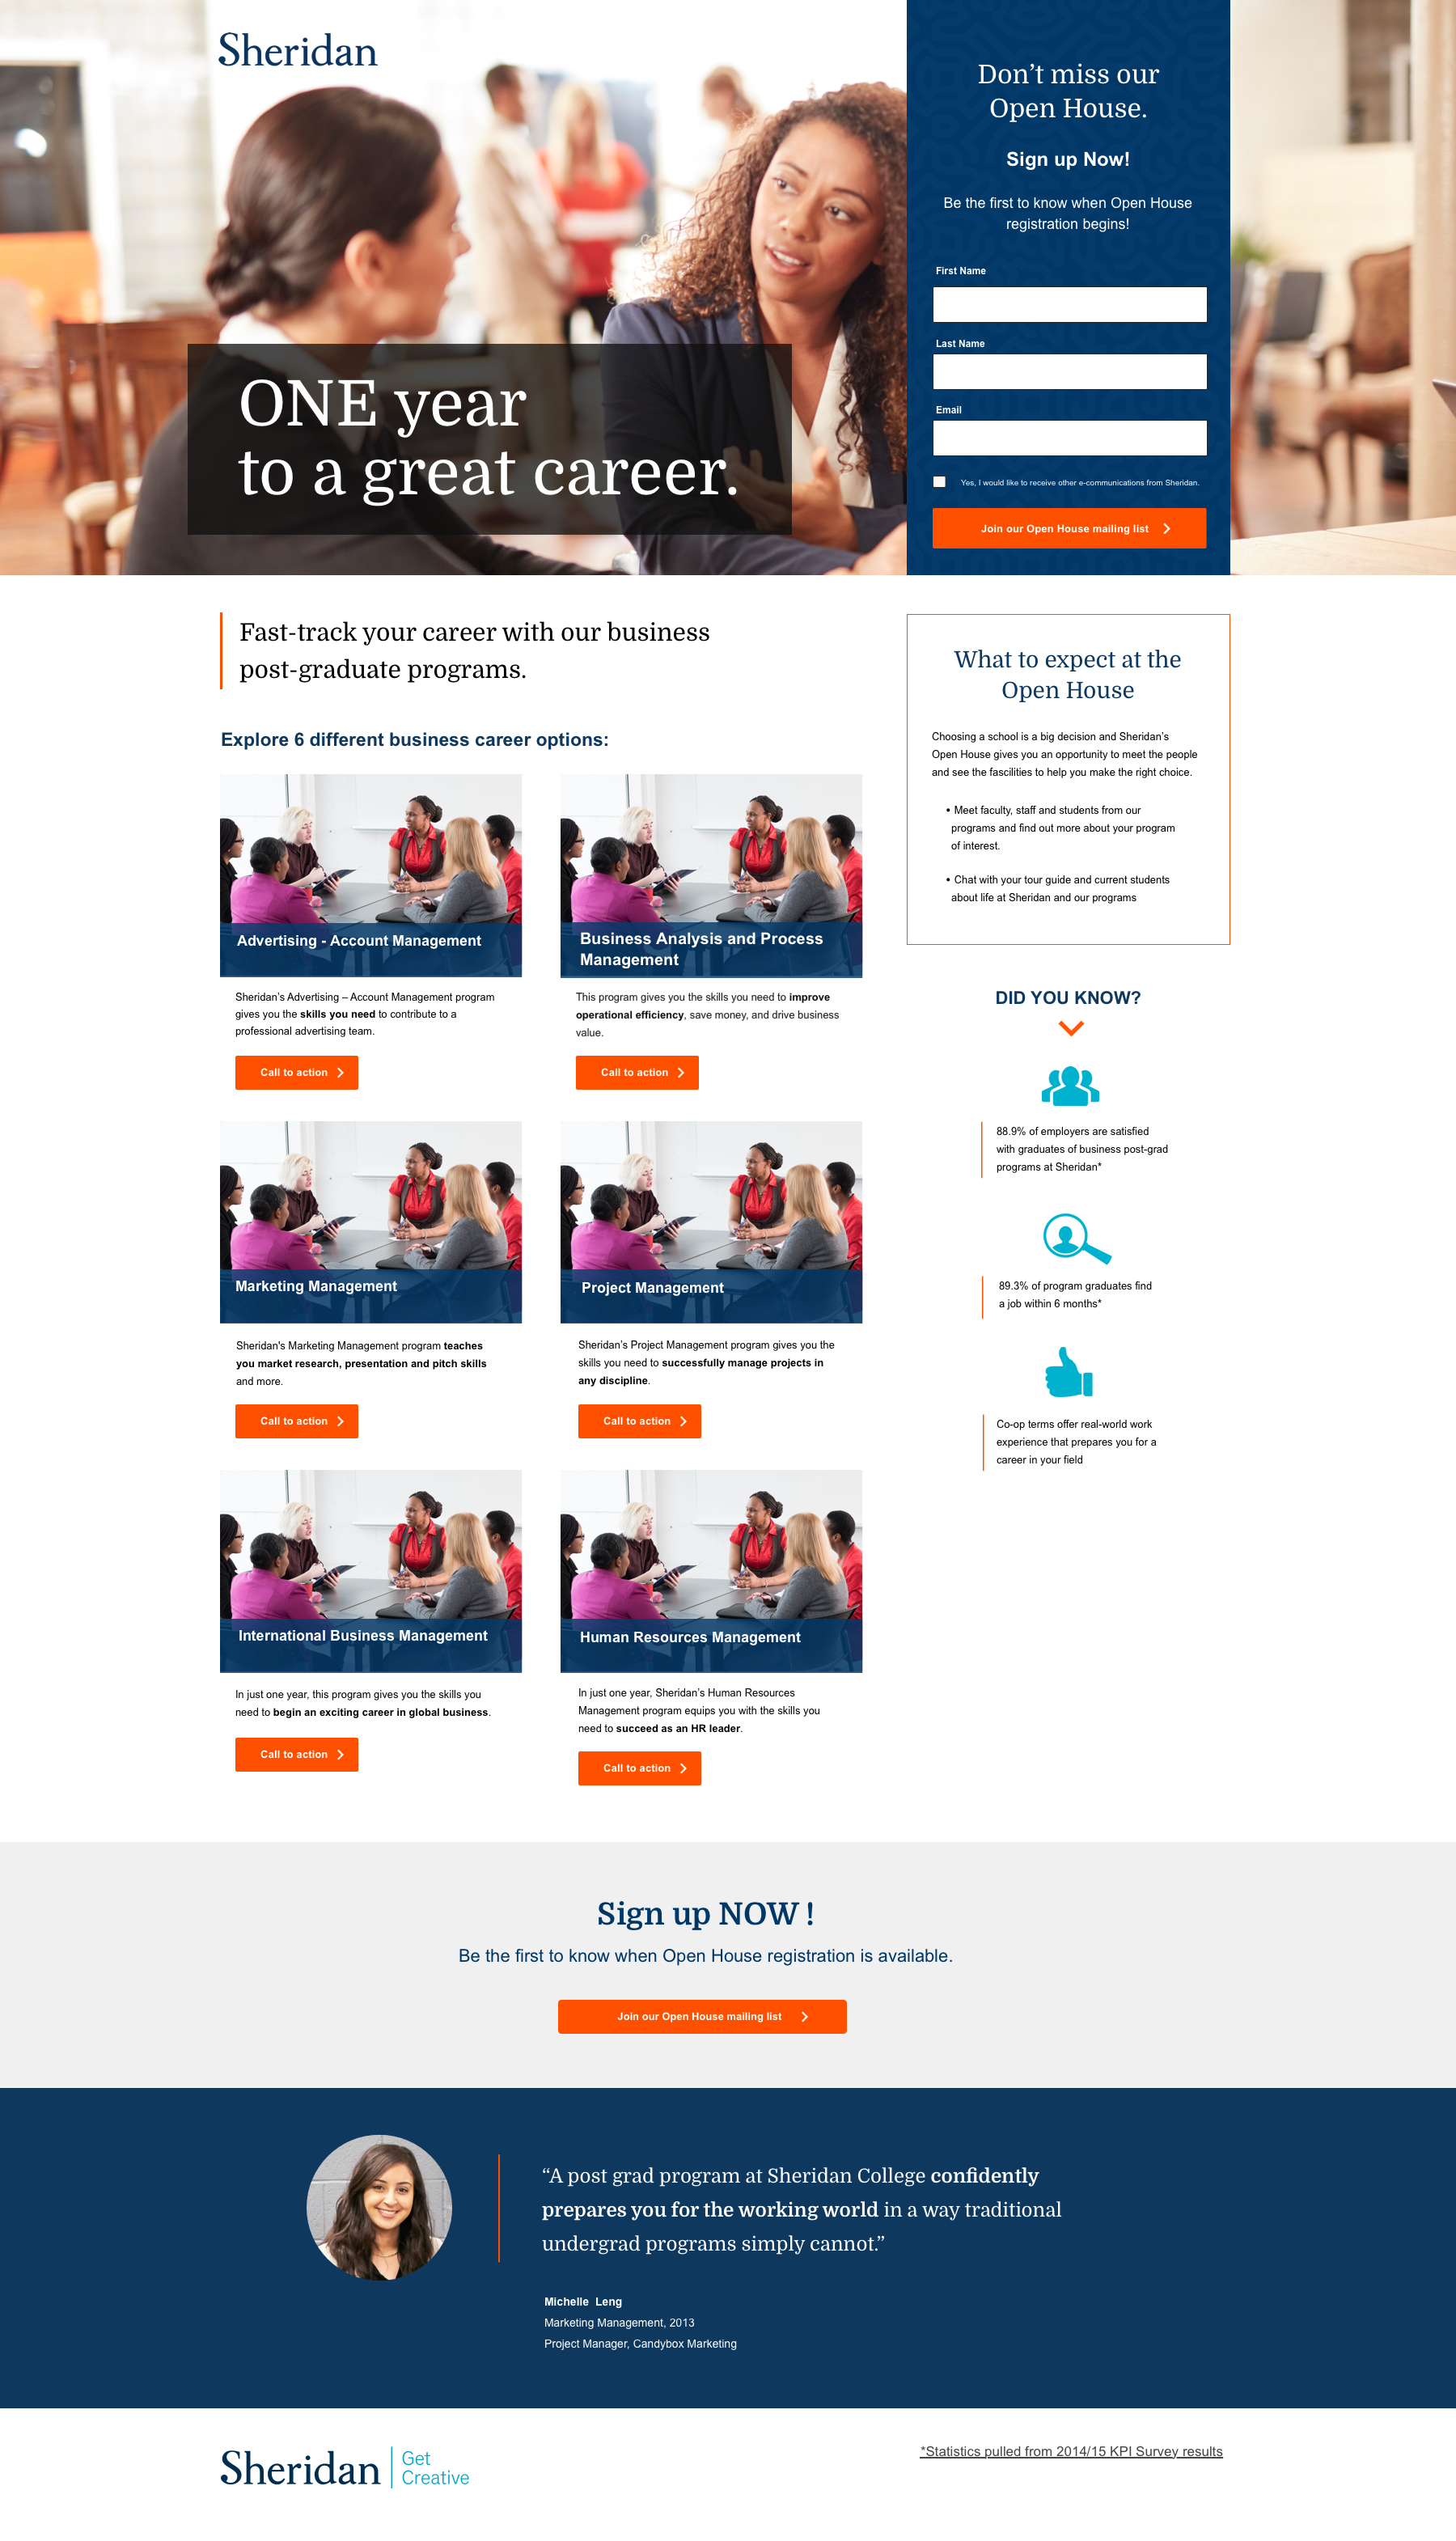 Sheridan
ONE year
to a great career.
Don’t miss our
Open House.
Sign up Now!
Be the first to know when Open House
registration begins!
First Name
Last Name
Email
Yes, I would like to receive other e-communications from Sheridan.
Join our Open House mailing list
Fast-track your career with our business
post-graduate programs.
Explore 6 different business career options:
Advertising - Account Management
Sheridan’s Advertising – Account Management program
gives you the skills you need to contribute to a
professional advertising team.
Call to action
Business Analysis and Process
Management
This program gives you the skills you need to improve
operational efficiency, save money, and drive business
value.
Call to action
Marketing Management
Sheridan's Marketing Management program teaches
you market research, presentation and pitch skills
and more.
Call to action
Project Management
Sheridan’s Project Management program gives you the
skills you need to successfully manage projects in
any discipline.
Call to action
International Business Management
In just one year, this program gives you the skills you
need to begin an exciting career in global business.
Call to action
Human Resources Management
In just one year, Sheridan’s Human Resources
Management program equips you with the skills you
need to succeed as an HR leader.
Call to action
What to expect at the
Open House
Choosing a school is a big decision and Sheridan’s
Open House gives you an opportunity to meet the people
and see the fascilities to help you make the right choice.
• Meet faculty, staff and students from our
programs and find out more about your program
of interest.
• Chat with your tour guide and current students
about life at Sheridan and our programs
DID YOU KNOW?
88.9% of employers are satisfied
with graduates of business post-grad
programs at Sheridan*
89.3% of program graduates find
a job within 6 months*
Co-op terms offer real-world work
experience that prepares you for a
career in your field
Sign up NOW !
Be the first to know when Open House registration is available.
Join our Open House mailing list
“A post grad program at Sheridan College confidently
prepares you for the working world in a way traditional
undergrad programs simply cannot.”
Michelle Leng
Marketing Management, 2013
Project Manager, Candybox Marketing
Sheridan
Get
Creative
*Statistics pulled from 2014/15 KPI Survey results